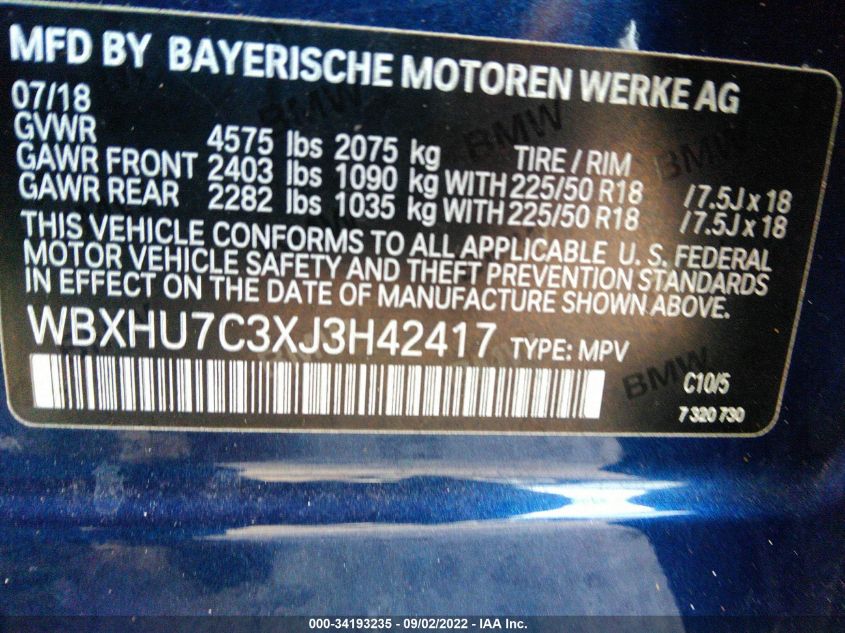 MFD BY BAYERISCHE MOTOREN WERKE AG
07/18
GVWR 4575 lbs 2075 kg TIRE / RIM
GAWR FRONT 2403 lbs 1090 kg WITH 225/50 R18 /7.5J x 18
GAWR REAR 2282 lbs 1035 kg WITH 225/50 R18 /7.5J x 18
THIS VEHICLE CONFORMS TO ALL APPLICABLE U. S. FEDERAL
MOTOR VEHICLE SAFETY AND THEFT PREVENTION STANDARDS
IN EFFECT ON THE DATE OF MANUFACTURE SHOWN ABOVE.
WBXHU7C3XJ3H42417 TYPE: MPV
C10/5
7 320 730
BMW
BMW
BMW
BMW
000-34193235 - 09/02/2022 - IAA Inc.